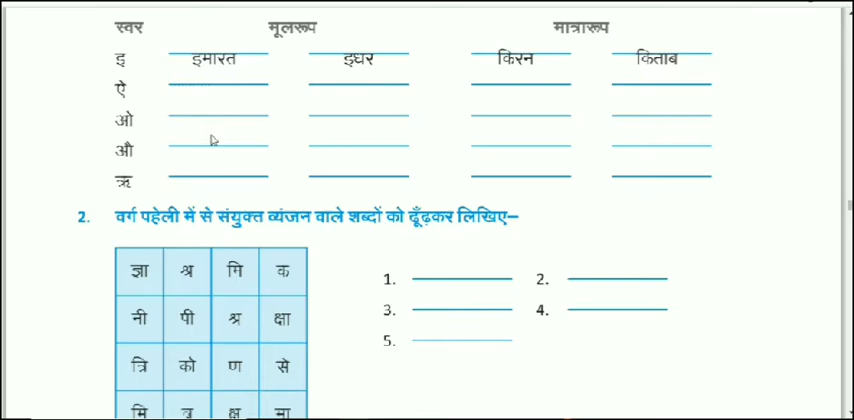 स्वर मूलरूप मात्रारूप
इ इमारत इधर किरन किताब
ऐ
ओ
औ
ऋ
2. वर्ग पहेली में से संयुक्त व्यंजन वाले शब्दों को ढूँढ़कर लिखिए–
ज्ञा श्र मि क
1. 2.
नी पी श्र क्षा
3. 4.
5.
त्रि को ण से
मि त्र क्ष मा